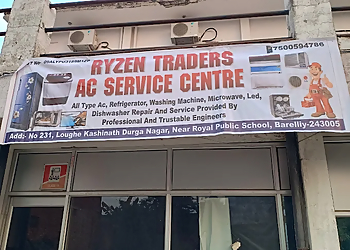 7500594786
RYZEN TRADERS
AC SERVICE CENTRE
All Type Ac, Refrigerator, Washing Machine, Microwave, Led,
Dishwasher Repair And Service Provided By
Professional And Trustable Engineers
Add:- No 231, Loughe Kashinath Durga Nagar, Near Royal Public School, Bareilly-243005